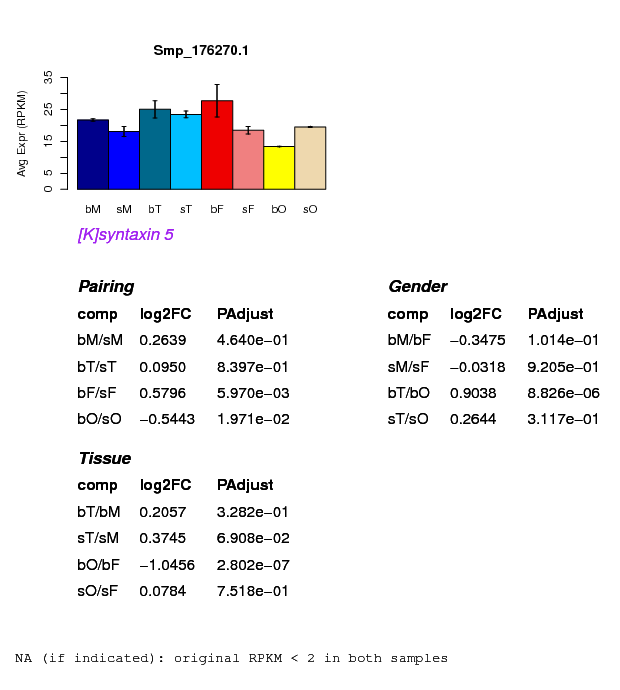 Smp_176270.1
Avg Expr (RPKM)
0 5 15 25 35
bM sM bT sT bF sF bO sO
[K]syntaxin 5
Pairing
comp log2FC PAdjust
bM/sM 0.2639 4.640e−01
bT/sT 0.0950 8.397e−01
bF/sF 0.5796 5.970e−03
bO/sO −0.5443 1.971e−02
Gender
comp log2FC PAdjust
bM/bF −0.3475 1.014e−01
sM/sF −0.0318 9.205e−01
bT/bO 0.9038 8.826e−06
sT/sO 0.2644 3.117e−01
Tissue
comp log2FC PAdjust
bT/bM 0.2057 3.282e−01
sT/sM 0.3745 6.908e−02
bO/bF −1.0456 2.802e−07
sO/sF 0.0784 7.518e−01
NA (if indicated): original RPKM < 2 in both samples